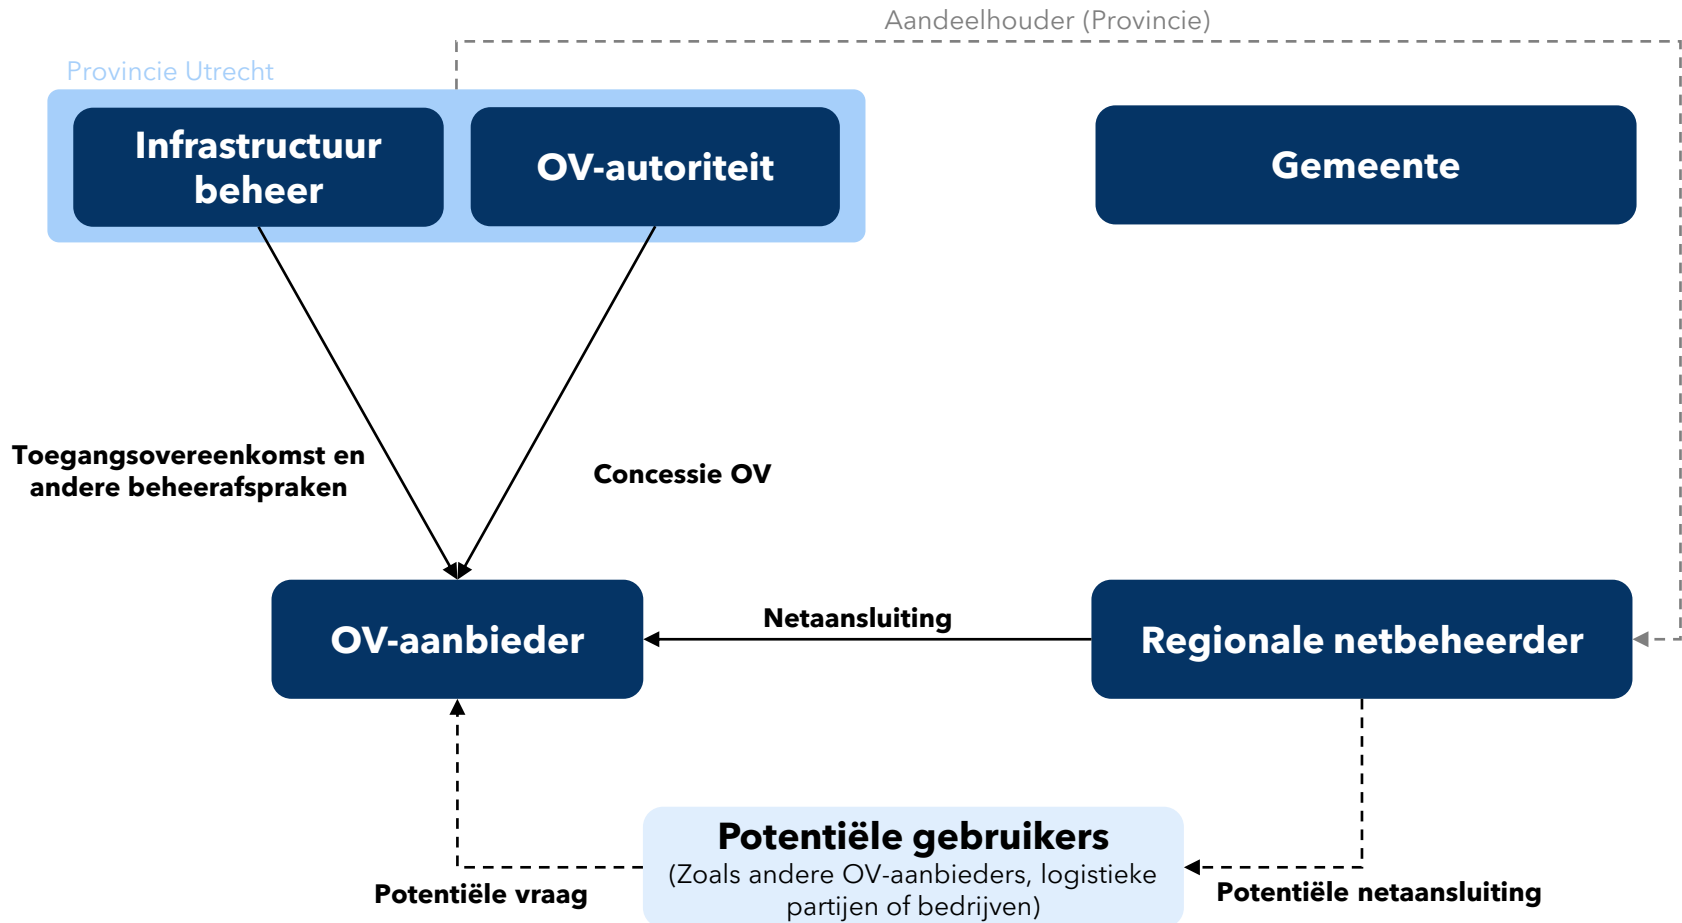 Aandeelhouder (Provincie)
Provincie Utrecht
Infrastructuur
beheer
OV-autoriteit
Gemeente
Toegangsovereenkomst en
andere beheerafspraken
Concessie OV
OV-aanbieder
Netaansluiting
Regionale netbeheerder
Potentiële gebruikers
(Zoals andere OV-aanbieders, logistieke
partijen of bedrijven)
Potentiële vraag
Potentiële netaansluiting